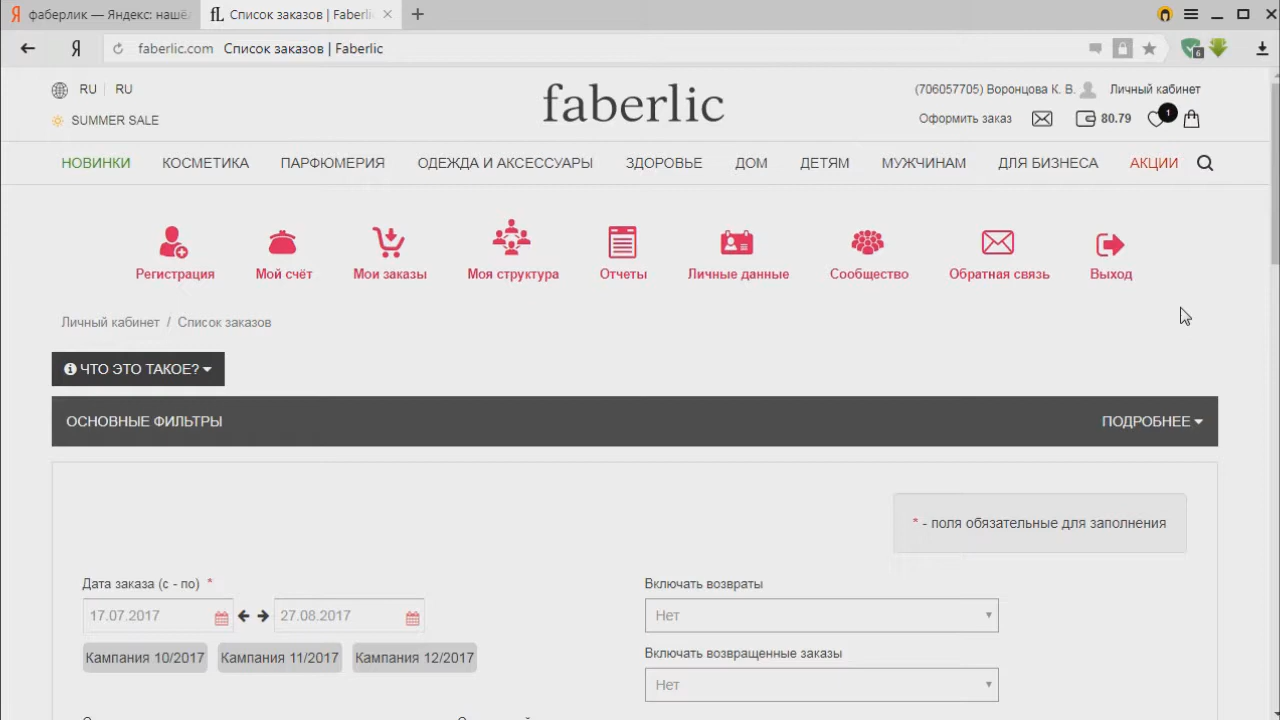 фаберлик — Яндекс: нашёл
Список заказов | Faberlic
faberlic.com Список заказов | Faberlic
6
RU RU
faberlic
(706057705) Воронцова К. В. Личный кабинет
SUMMER SALE
Оформить заказ 80.79 1
НОВИНКИ КОСМЕТИКА ПАРФЮМЕРИЯ ОДЕЖДА И АКСЕССУАРЫ ЗДОРОВЬЕ ДОМ ДЕТЯМ МУЖЧИНАМ ДЛЯ БИЗНЕСА АКЦИИ
Регистрация Мой счёт Мои заказы Моя структура Отчеты Личные данные Сообщество Обратная связь Выход
Личный кабинет / Список заказов
ЧТО ЭТО ТАКОЕ?
ОСНОВНЫЕ ФИЛЬТРЫ ПОДРОБНЕЕ
* - поля обязательные для заполнения
Дата заказа (с - по) *
Включать возвраты
17.07.2017 27.08.2017
Нет
Кампания 10/2017 Кампания 11/2017 Кампания 12/2017
Включать возвращенные заказы
Нет